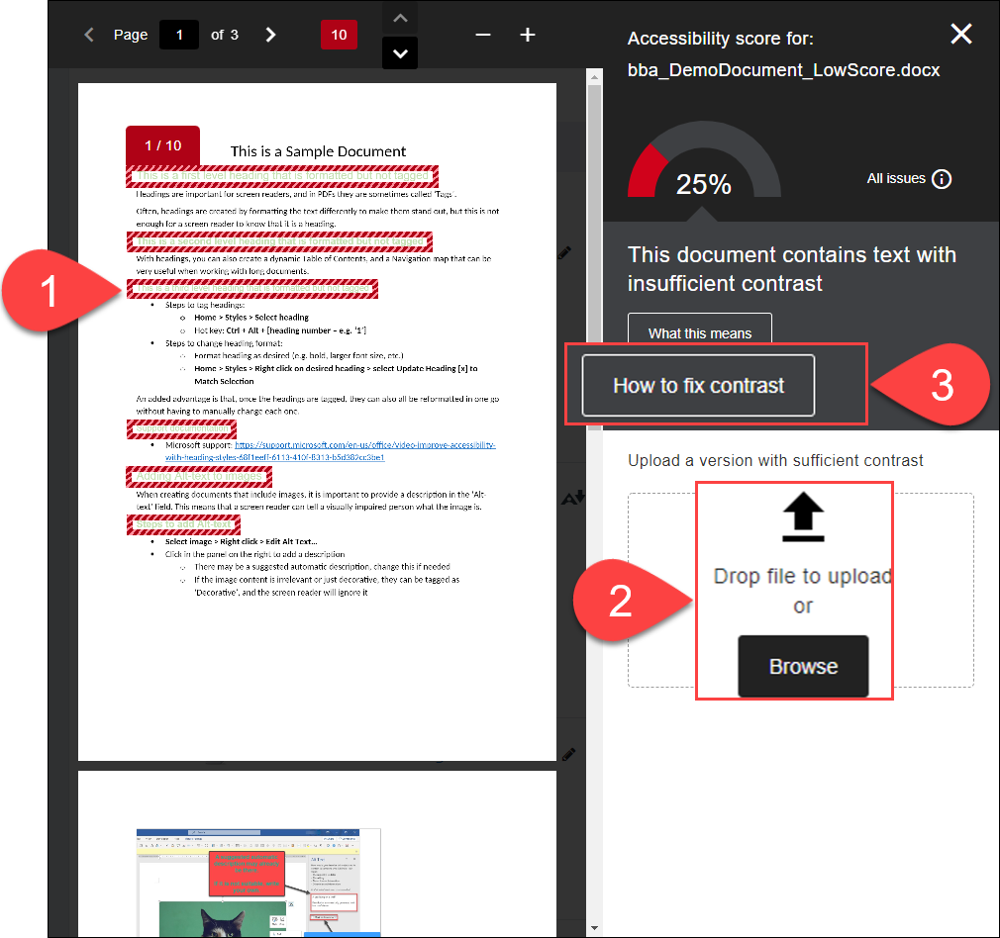 Page 1 of 3
10
Accessibility score for:
bba_DemoDocument_LowScore.docx
25%
All issues
This document contains text with
insufficient contrast
What this means
How to fix contrast
Upload a version with sufficient contrast
Drop file to upload
or
Browse
1
2
3
1 / 10
This is a Sample Document
This is a first level heading that is formatted but not tagged
Headings are important for screen readers, and in PDFs they are sometimes called ‘Tags’.
Often, headings are created by formatting the text differently to make them stand out, but this is not
enough for a screen reader to know that it is a heading.
This is a second level heading that is formatted but not tagged
With headings, you can also create a dynamic Table of Contents, and a Navigation map that can be
very useful when working with long documents.
This is a third level heading that is formatted but not tagged
• Steps to tag headings:
o Home > Styles > Select heading
o Hot key: Ctrl + Alt + [heading number – e.g. ‘1’]
• Steps to change heading format:
o Format heading as desired (e.g. bold, larger font size, etc.)
o Home > Styles > Right click on desired heading > select Update Heading [x] to
Match Selection
An added advantage is that, once the headings are tagged, they can also all be reformatted in one go
without having to manually change each one.
Support documentation
• Microsoft support: https://support.microsoft.com/en-us/office/video-improve-accessibility-
with-heading-styles-68f1eeff-6113-410f-8313-b5d382cc3be1
Adding Alt-text to images
When creating documents that include images, it is important to provide a description in the ‘Alt-
text’ field. This means that a screen reader can tell a visually impaired person what the image is.
Steps to add Alt-text
• Select image > Right click > Edit Alt Text...
• Click in the panel on the right to add a description
o There may be a suggested automatic description, change this if needed
o If the image content is irrelevant or just decorative, they can be tagged as
‘Decorative’, and the screen reader will ignore it
Alt Text